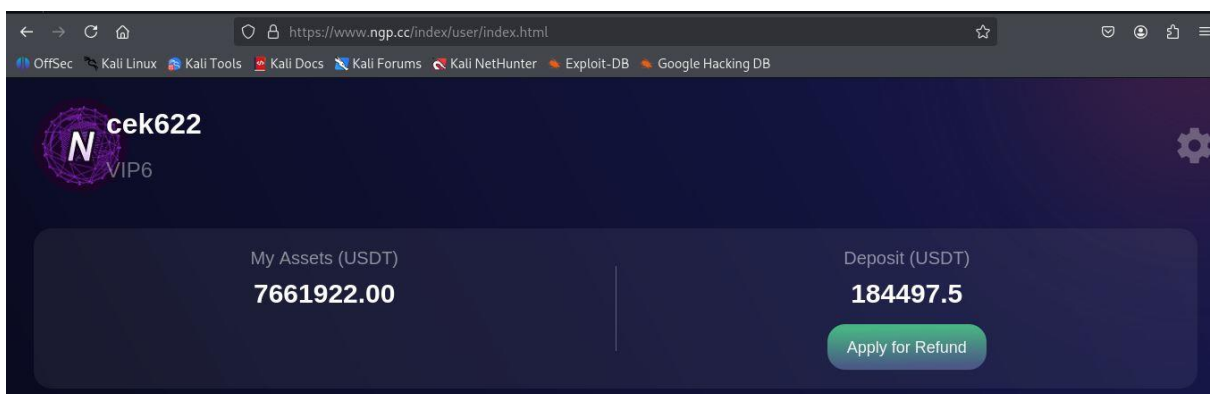 https://www.ngp.cc/index/user/index.html
OffSec Kali Linux Kali Tools Kali Docs Kali Forums Kali NetHunter Exploit-DB Google Hacking DB
N
cek622
VIP6
My Assets (USDT)
7661922.00
Deposit (USDT)
184497.5
Apply for Refund